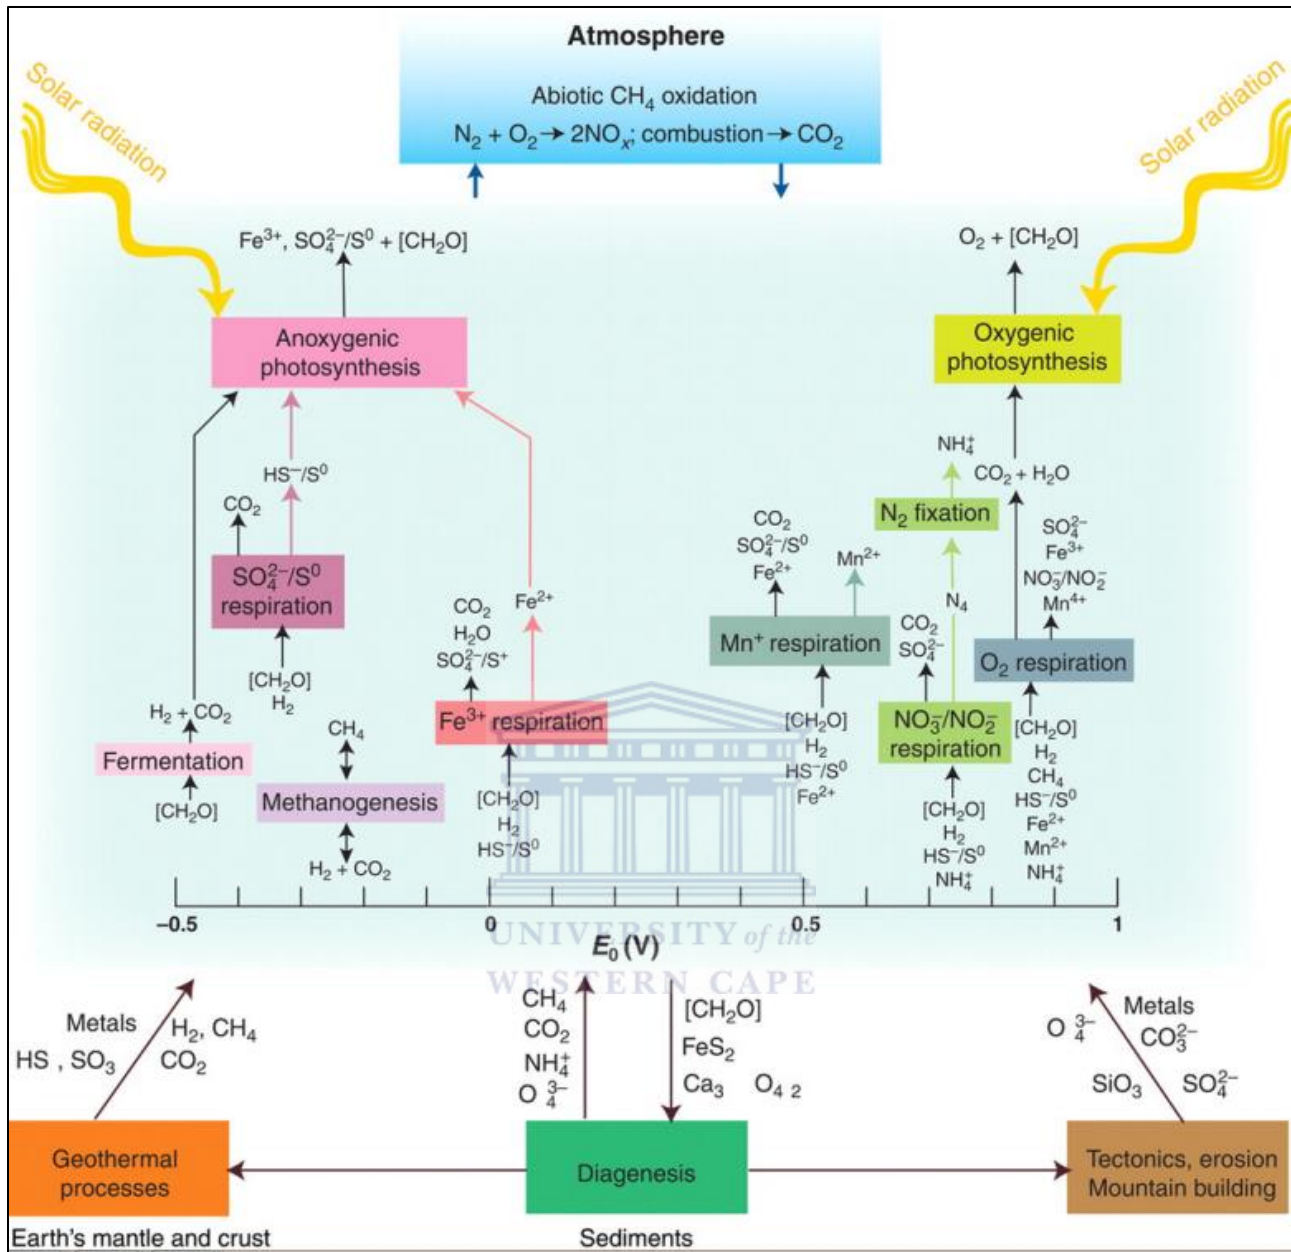 Atmosphere
Abiotic CH₄ oxidation
N₂ + O₂ → 2NOₓ; combustion → CO₂
Solar radiation
Solar radiation
Fe³⁺, SO₄²⁻/S⁰ + [CH₂O]
O₂ + [CH₂O]
Anoxygenic
photosynthesis
Oxygenic
photosynthesis
HS⁻/S⁰
CO₂
SO₄²⁻/S⁰
respiration
[CH₂O]
H₂
H₂ + CO₂
Fermentation
[CH₂O]
CH₄
Methanogenesis
H₂ + CO₂
CO₂
H₂O
SO₄²⁻/S⁺
Fe²⁺
Fe³⁺ respiration
[CH₂O]
H₂
HS⁻/S⁰
CO₂
SO₄²⁻/S⁰
Fe²⁺
Mn²⁺
Mn⁺ respiration
[CH₂O]
H₂
HS⁻/S⁰
Fe²⁺
NH₄⁺
N₂ fixation
N₄
CO₂
SO₄²⁻
NO₃⁻/NO₂⁻
respiration
[CH₂O]
H₂
HS⁻/S⁰
NH₄⁺
CO₂ + H₂O
SO₄²⁻
Fe³⁺
NO₃⁻/NO₂⁻
Mn⁴⁺
O₂ respiration
[CH₂O]
H₂
CH₄
HS⁻/S⁰
Fe²⁺
Mn²⁺
NH₄⁺
−0.5
0
0.5
1
E₀ (V)
UNIVERSITY of the
WESTERN CAPE
Metals
H₂, CH₄
HS , SO₃
CO₂
CH₄
CO₂
NH₄⁺
O ₄³⁻
[CH₂O]
FeS₂
Ca₃ O₄ ₂
O ₄³⁻
Metals
CO₃²⁻
SiO₃
SO₄²⁻
Geothermal
processes
Diagenesis
Tectonics, erosion
Mountain building
Earth's mantle and crust
Sediments